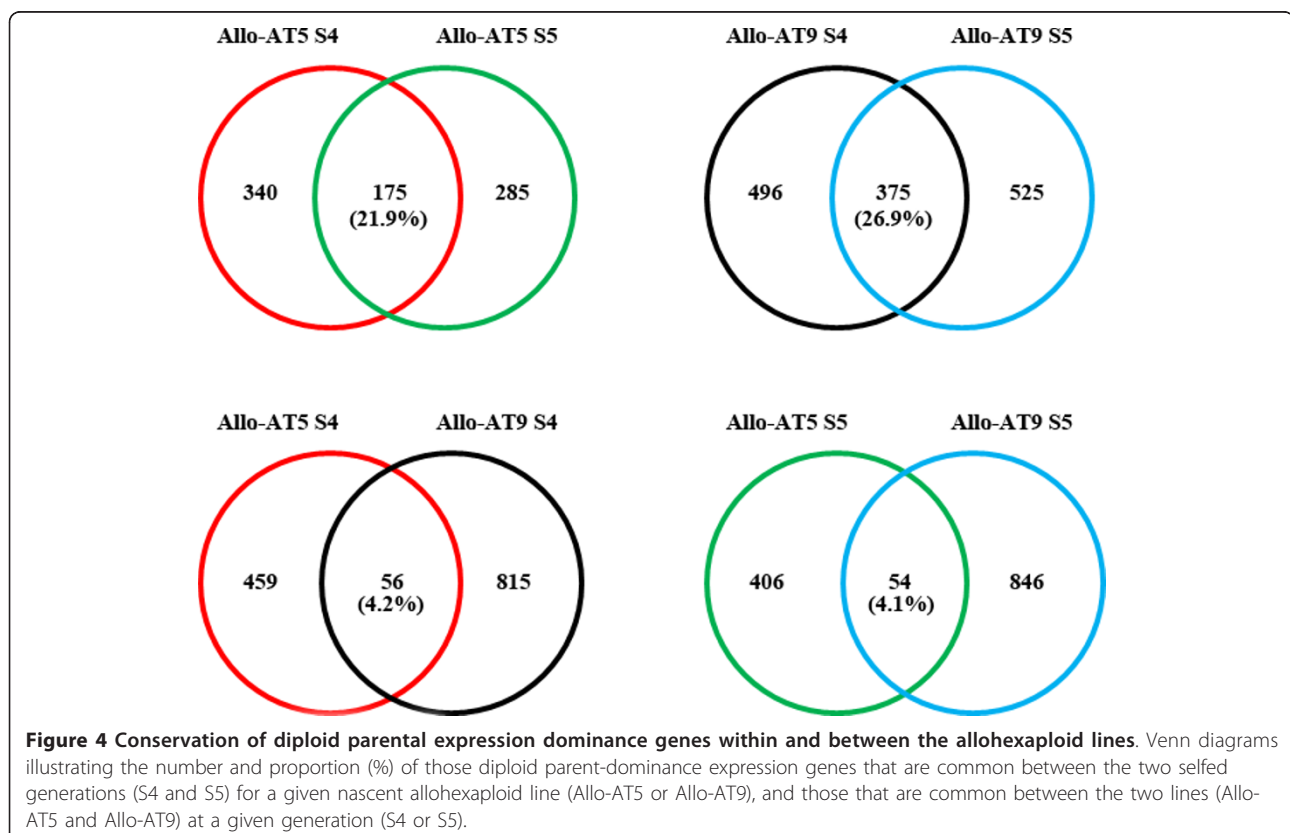 Allo-AT5 S4 Allo-AT5 S5 Allo-AT9 S4 Allo-AT9 S5
340 175 285 496 375 525
(21.9%) (26.9%)
Allo-AT5 S4 Allo-AT9 S4 Allo-AT5 S5 Allo-AT9 S5
459 56 815 406 54 846
(4.2%) (4.1%)
Figure 4 Conservation of diploid parental expression dominance genes within and between the allohexaploid lines. Venn diagrams
illustrating the number and proportion (%) of those diploid parent-dominance expression genes that are common between the two selfed
generations (S4 and S5) for a given nascent allohexaploid line (Allo-AT5 or Allo-AT9), and those that are common between the two lines (Allo-
AT5 and Allo-AT9) at a given generation (S4 or S5).